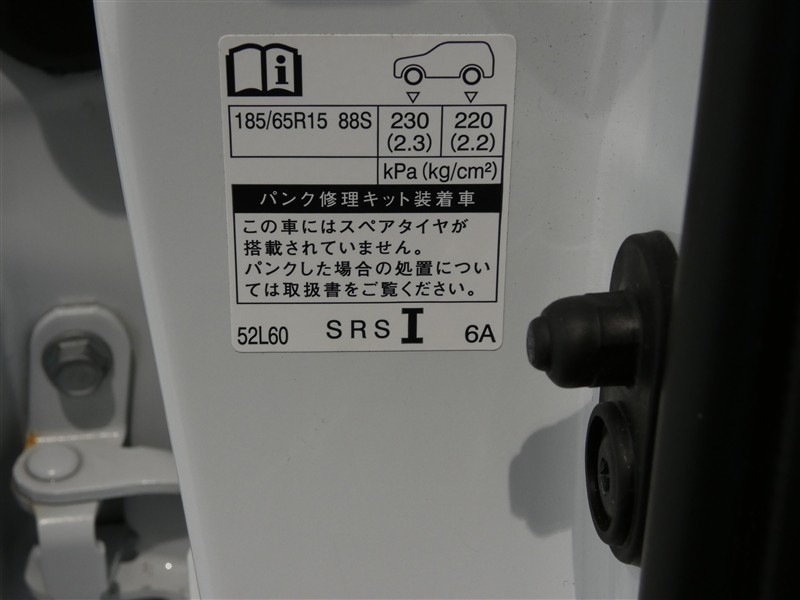 185/65R15 88S 230 220
(2.3) (2.2)
kPa (kg/cm²)
パンク修理キット装着車
この車にはスペアタイヤが
搭載されていません。
パンクした場合の処置につい
ては取扱書をご覧ください。
52L60 SRS I 6A